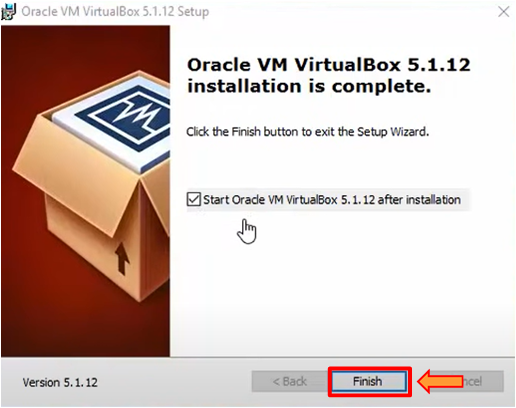 Oracle VM VirtualBox 5.1.12 Setup
Oracle VM VirtualBox 5.1.12
installation is complete.
Click the Finish button to exit the Setup Wizard.
Start Oracle VM VirtualBox 5.1.12 after installation
Version 5.1.12
< Back
Finish